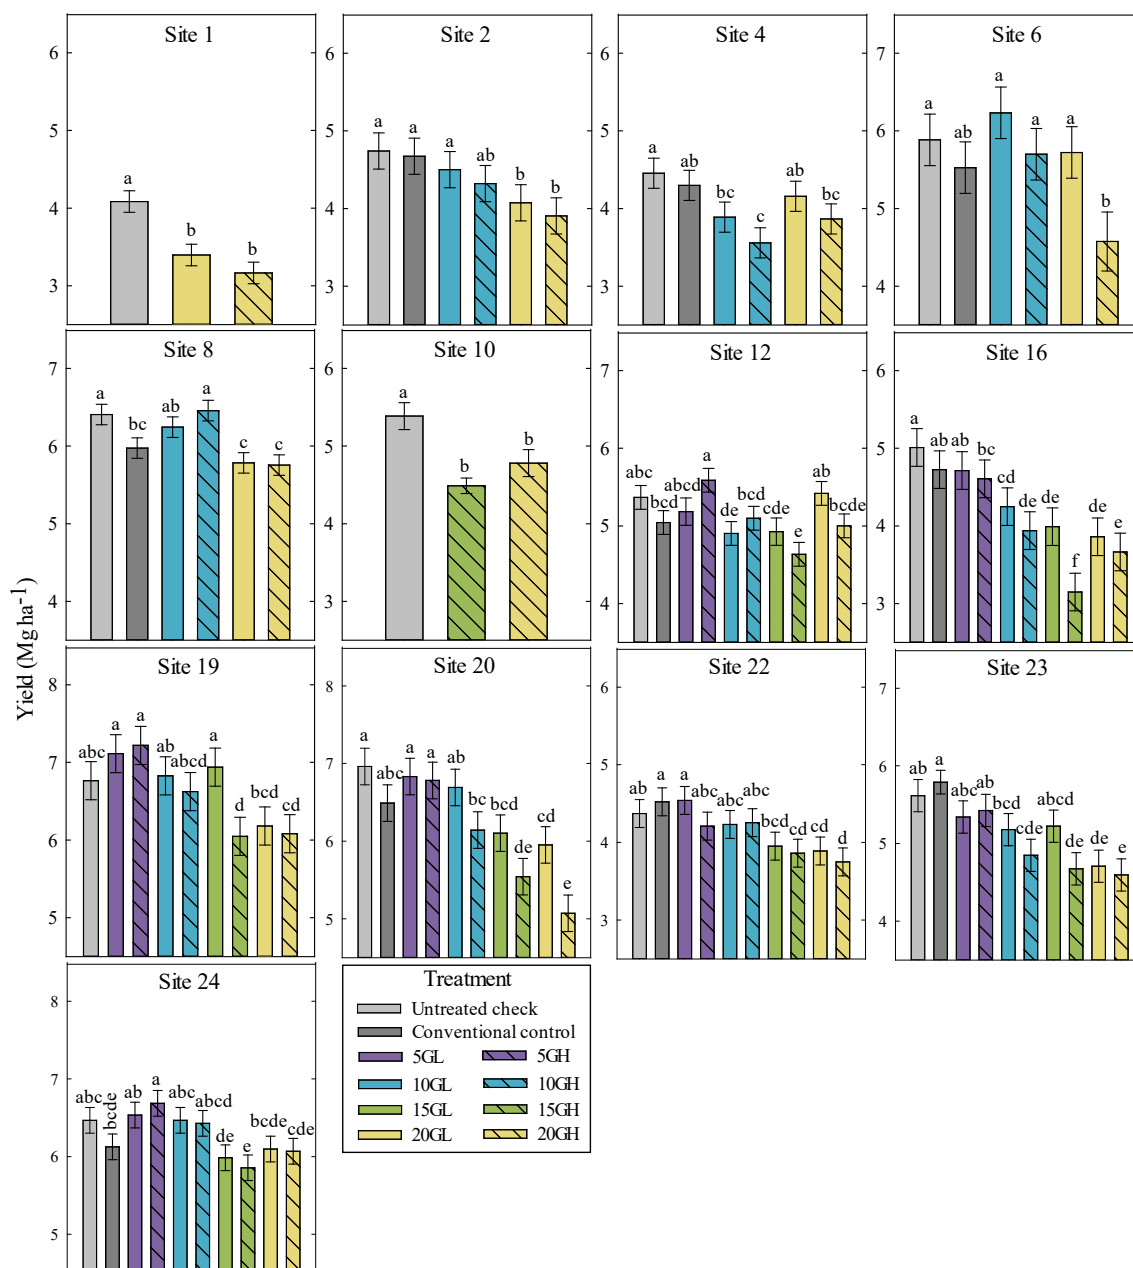 Yield (Mg ha⁻¹)
Site 1
6
5
4
3
a
b
b
Site 2
6
5
4
3
a
a
a
ab
b
b
Site 4
6
5
4
3
a
ab
bc
c
ab
bc
Site 6
7
6
5
4
a
ab
a
a
a
b
Site 8
7
6
5
4
a
bc
ab
a
c
c
Site 10
6
5
4
3
a
b
b
Site 12
7
6
5
4
abc
bcd
abcd
a
de
bcd
cde
e
ab
bcde
Site 16
6
5
4
3
a
ab
ab
bc
cd
de
de
f
de
e
Site 19
8
7
6
5
abc
a
a
ab
abcd
a
d
bcd
cd
Site 20
8
7
6
5
a
abc
a
a
ab
bc
bcd
de
cd
e
Site 22
6
5
4
3
ab
a
a
abc
abc
abc
bcd
cd
cd
d
Site 23
7
6
5
4
ab
a
abc
ab
bcd
cde
abcd
de
de
e
Site 24
8
7
6
5
abc
bcde
ab
a
abc
abcd
de
e
bcde
cde
Treatment
Untreated check
Conventional control
5GL 5GH
10GL 10GH
15GL 15GH
20GL 20GH